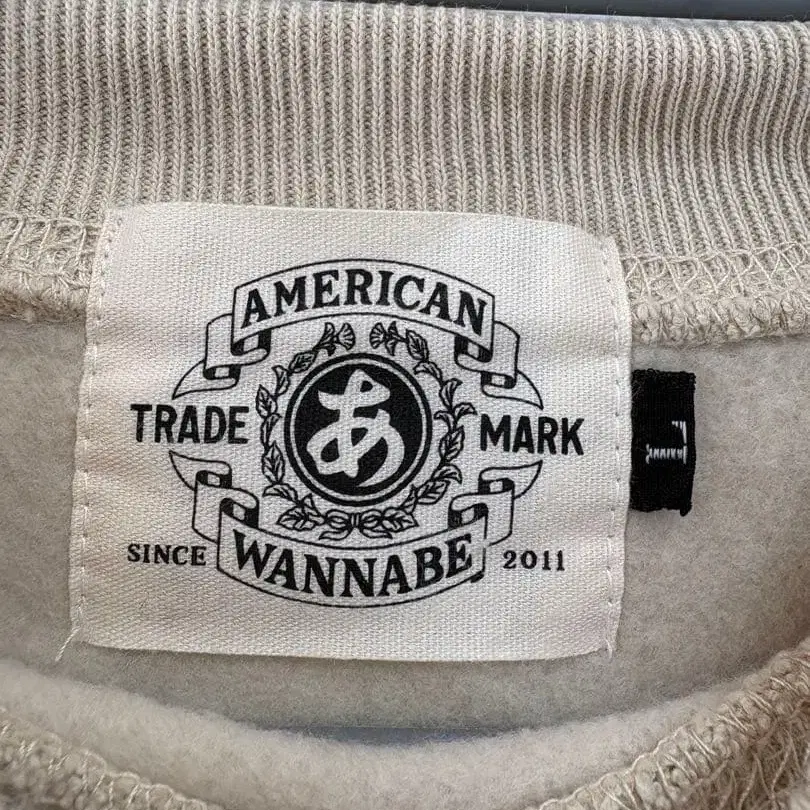 AMERICAN
TRADE あ MARK
SINCE WANNABE 2011
L